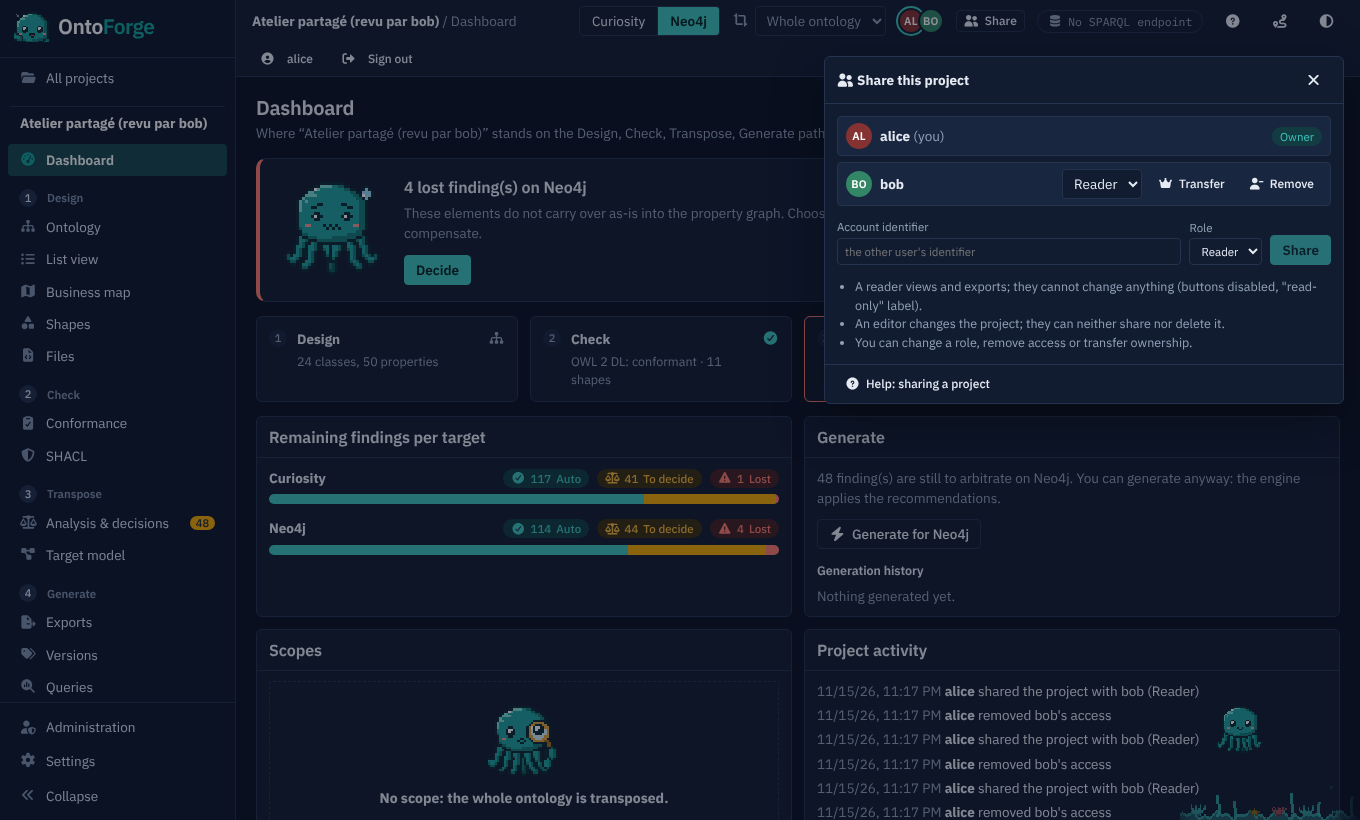 OntoForge
Atelier partagé (revu par bob) / Dashboard
Curiosity
Neo4j
Whole ontology
AL
BO
Share
No SPARQL endpoint
alice
Sign out
All projects
Atelier partagé (revu par bob)
Dashboard
1 Design
Ontology
List view
Business map
Shapes
Files
2 Check
Conformance
SHACL
3 Transpose
Analysis & decisions 48
Target model
4 Generate
Exports
Versions
Queries
Administration
Settings
Collapse
Dashboard
Where “Atelier partagé (revu par bob)” stands on the Design, Check, Transpose, Generate path
4 lost finding(s) on Neo4j
These elements do not carry over as-is into the property graph. Choos
compensate.
Decide
1 Design
24 classes, 50 properties
2 Check
OWL 2 DL: conformant · 11
shapes
Share this project
AL alice (you) Owner
BO bob Reader Transfer Remove
Account identifier
the other user's identifier
Role
Reader
Share
• A reader views and exports; they cannot change anything (buttons disabled, "read-
only" label).
• An editor changes the project; they can neither share nor delete it.
• You can change a role, remove access or transfer ownership.
Help: sharing a project
Remaining findings per target
Curiosity 117 Auto 41 To decide 1 Lost
Neo4j 114 Auto 44 To decide 4 Lost
Generate
48 finding(s) are still to arbitrate on Neo4j. You can generate anyway: the engine
applies the recommendations.
Generate for Neo4j
Generation history
Nothing generated yet.
Scopes
No scope: the whole ontology is transposed.
Project activity
11/15/26, 11:17 PM alice shared the project with bob (Reader)
11/15/26, 11:17 PM alice removed bob's access
11/15/26, 11:17 PM alice shared the project with bob (Reader)
11/15/26, 11:17 PM alice removed bob's access
11/15/26, 11:17 PM alice shared the project with bob (Reader)
11/15/26, 11:17 PM alice removed bob's access